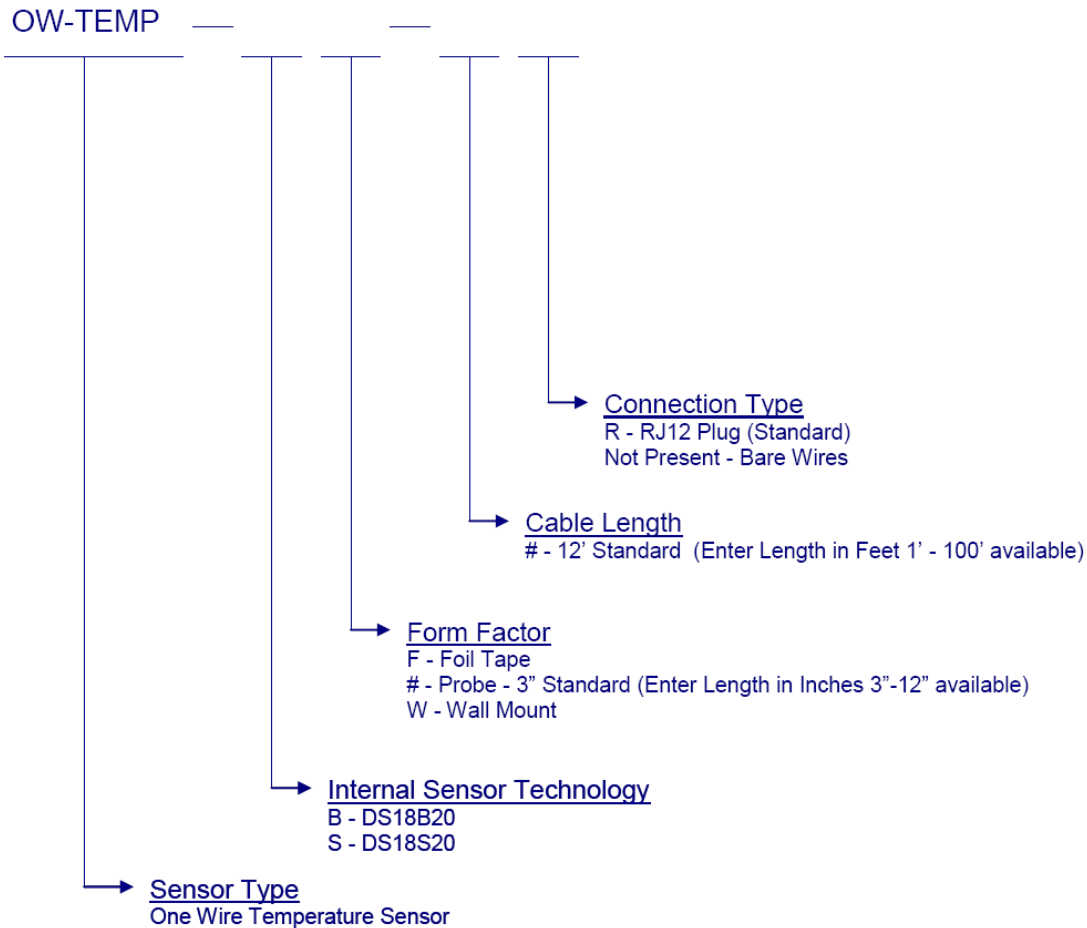 OW-TEMP
Connection Type
R - RJ12 Plug (Standard)
Not Present - Bare Wires
Cable Length
# - 12’ Standard (Enter Length in Feet 1’ - 100’ available)
Form Factor
F - Foil Tape
# - Probe - 3” Standard (Enter Length in Inches 3”-12” available)
W - Wall Mount
Internal Sensor Technology
B - DS18B20
S - DS18S20
Sensor Type
One Wire Temperature Sensor